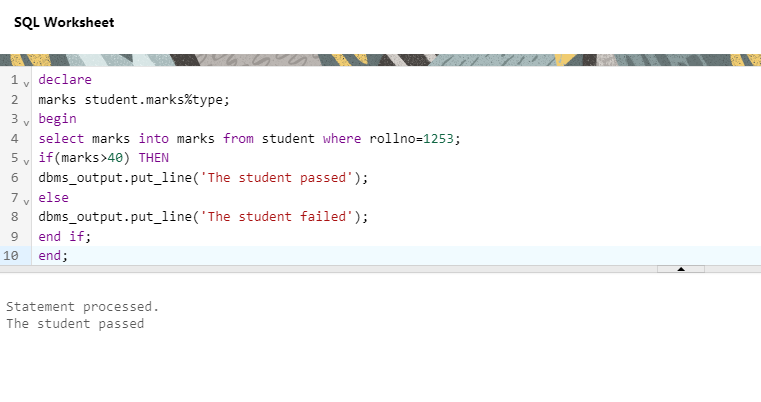 SQL Worksheet
1 declare
2 marks student.marks%type;
3 begin
4 select marks into marks from student where rollno=1253;
5 if(marks>40) THEN
6 dbms_output.put_line('The student passed');
7 else
8 dbms_output.put_line('The student failed');
9 end if;
10 end;
Statement processed.
The student passed